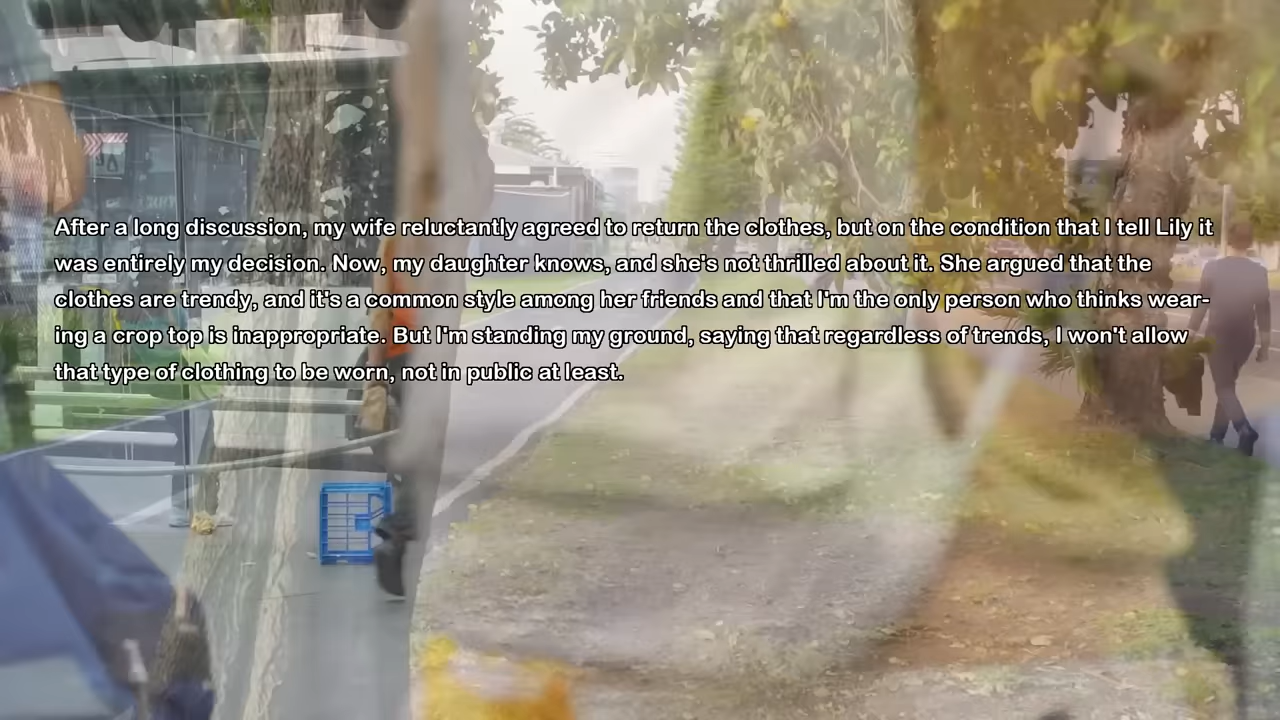 After a long discussion, my wife reluctantly agreed to return the clothes, but on the condition that I tell Lily it
was entirely my decision. Now, my daughter knows, and she's not thrilled about it. She argued that the
clothes are trendy, and it's a common style among her friends and that I'm the only person who thinks wear-
ing a crop top is inappropriate. But I'm standing my ground, saying that regardless of trends, I won't allow
that type of clothing to be worn, not in public at least.